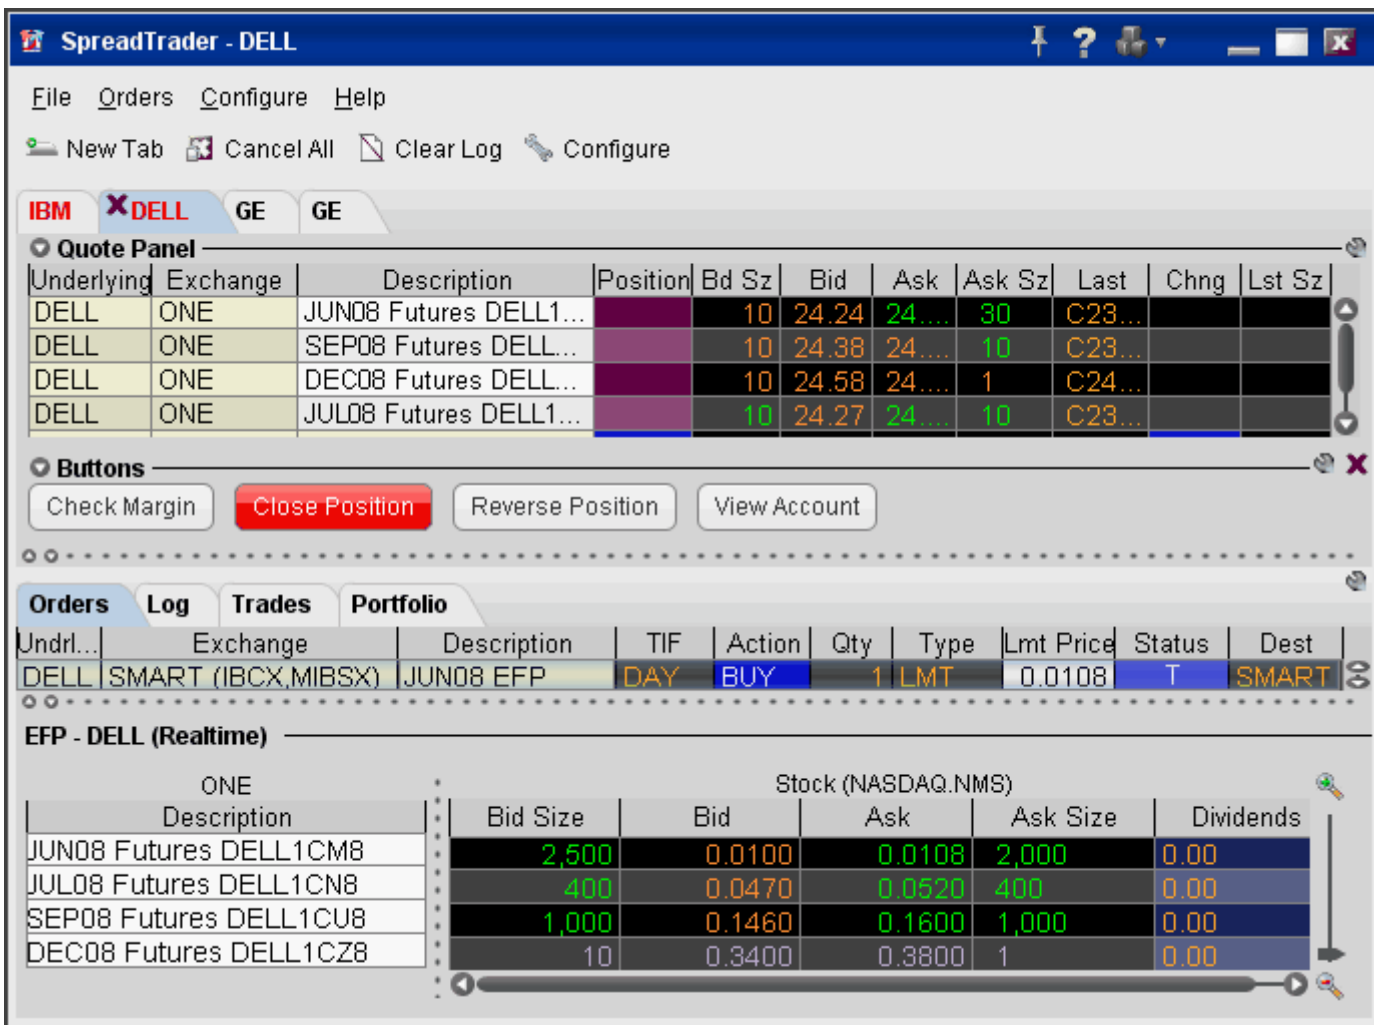 SpreadTrader - DELL
File Orders Configure Help
New Tab Cancel All Clear Log Configure
IBM DELL GE GE
Quote Panel
Underlying Exchange Description Position Bd Sz Bid Ask Ask Sz Last Chng Lst Sz
DELL ONE JUN08 Futures DELL1... 10 24.24 24.... 30 C23...
DELL ONE SEP08 Futures DELL... 10 24.38 24.... 10 C23...
DELL ONE DEC08 Futures DELL... 10 24.58 24.... 1 C24...
DELL ONE JUL08 Futures DELL1... 10 24.27 24.... 10 C23...
Buttons
Check Margin Close Position Reverse Position View Account
Orders Log Trades Portfolio
Undrl... Exchange Description TIF Action Qty Type Lmt Price Status Dest
DELL SMART (IBCX,MIBSX) JUN08 EFP DAY BUY 1 LMT 0.0108 T SMART
EFP - DELL (Realtime)
ONE Stock (NASDAQ.NMS)
Description Bid Size Bid Ask Ask Size Dividends
JUN08 Futures DELL1CM8 2,500 0.0100 0.0108 2,000 0.00
JUL08 Futures DELL1CN8 400 0.0470 0.0520 400 0.00
SEP08 Futures DELL1CU8 1,000 0.1460 0.1600 1,000 0.00
DEC08 Futures DELL1CZ8 10 0.3400 0.3800 1 0.00